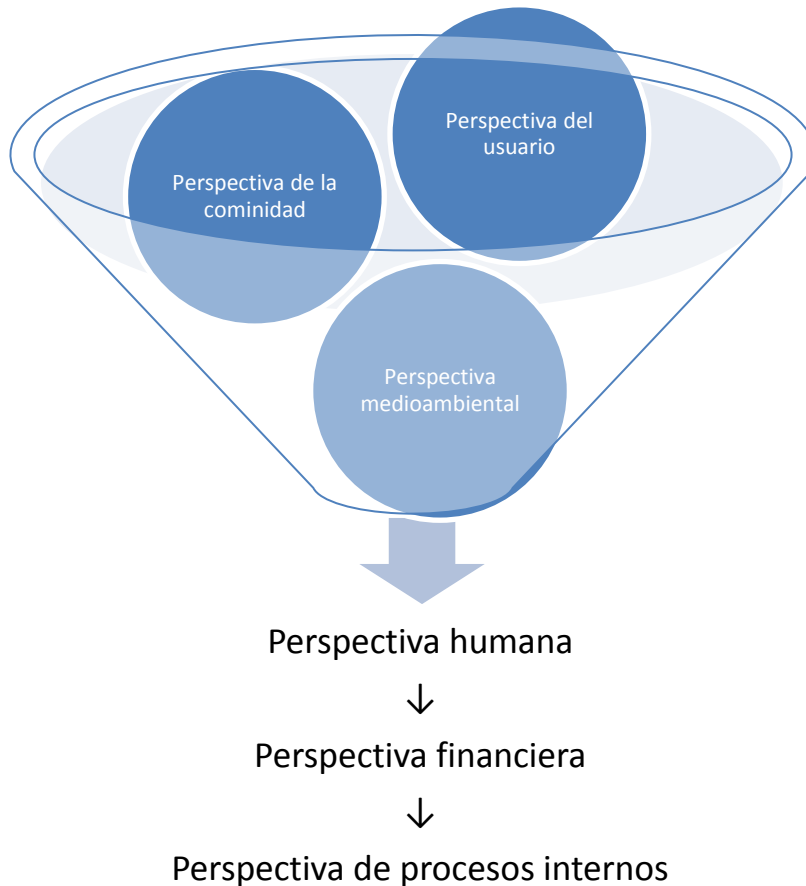 Perspectiva del
usuario
Perspectiva de la
cominidad
Perspectiva
medioambiental
Perspectiva humana
↓
Perspectiva financiera
↓
Perspectiva de procesos internos